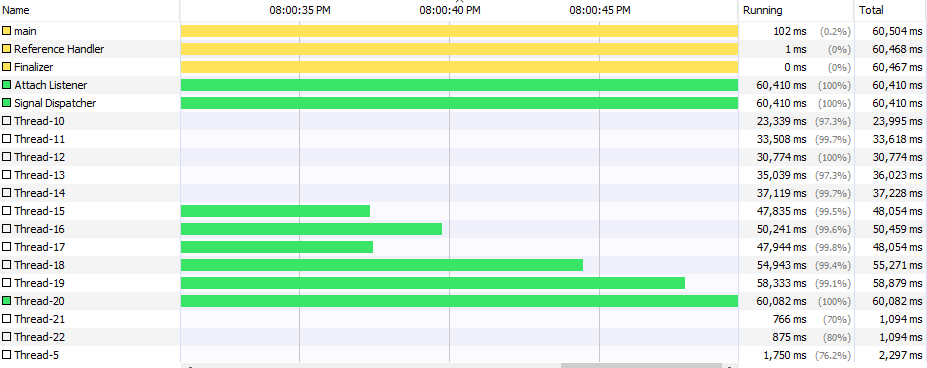 Name 08:00:35 PM 08:00:40 PM 08:00:45 PM Running Total
main 102 ms (0.2%) 60,504 ms
Reference Handler 1 ms (0%) 60,468 ms
Finalizer 0 ms (0%) 60,467 ms
Attach Listener 60,410 ms (100%) 60,410 ms
Signal Dispatcher 60,410 ms (100%) 60,410 ms
Thread-10 23,339 ms (97.3%) 23,995 ms
Thread-11 33,508 ms (99.7%) 33,618 ms
Thread-12 30,774 ms (100%) 30,774 ms
Thread-13 35,039 ms (97.3%) 36,023 ms
Thread-14 37,119 ms (99.7%) 37,228 ms
Thread-15 47,835 ms (99.5%) 48,054 ms
Thread-16 50,241 ms (99.6%) 50,459 ms
Thread-17 47,944 ms (99.8%) 48,054 ms
Thread-18 54,943 ms (99.4%) 55,271 ms
Thread-19 58,333 ms (99.1%) 58,879 ms
Thread-20 60,082 ms (100%) 60,082 ms
Thread-21 766 ms (70%) 1,094 ms
Thread-22 875 ms (80%) 1,094 ms
Thread-5 1,750 ms (76.2%) 2,297 ms